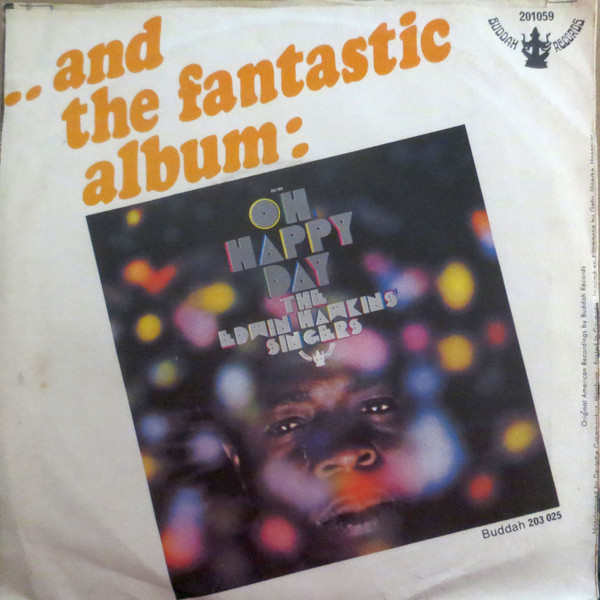 201059
BUDDAH RECORDS
..and
the fantastic
album:
OH
HAPPY
DAY
THE
EDWIN HAWKINS'
SINGERS
Buddah 203 025
Original American Recordings by Buddah Records